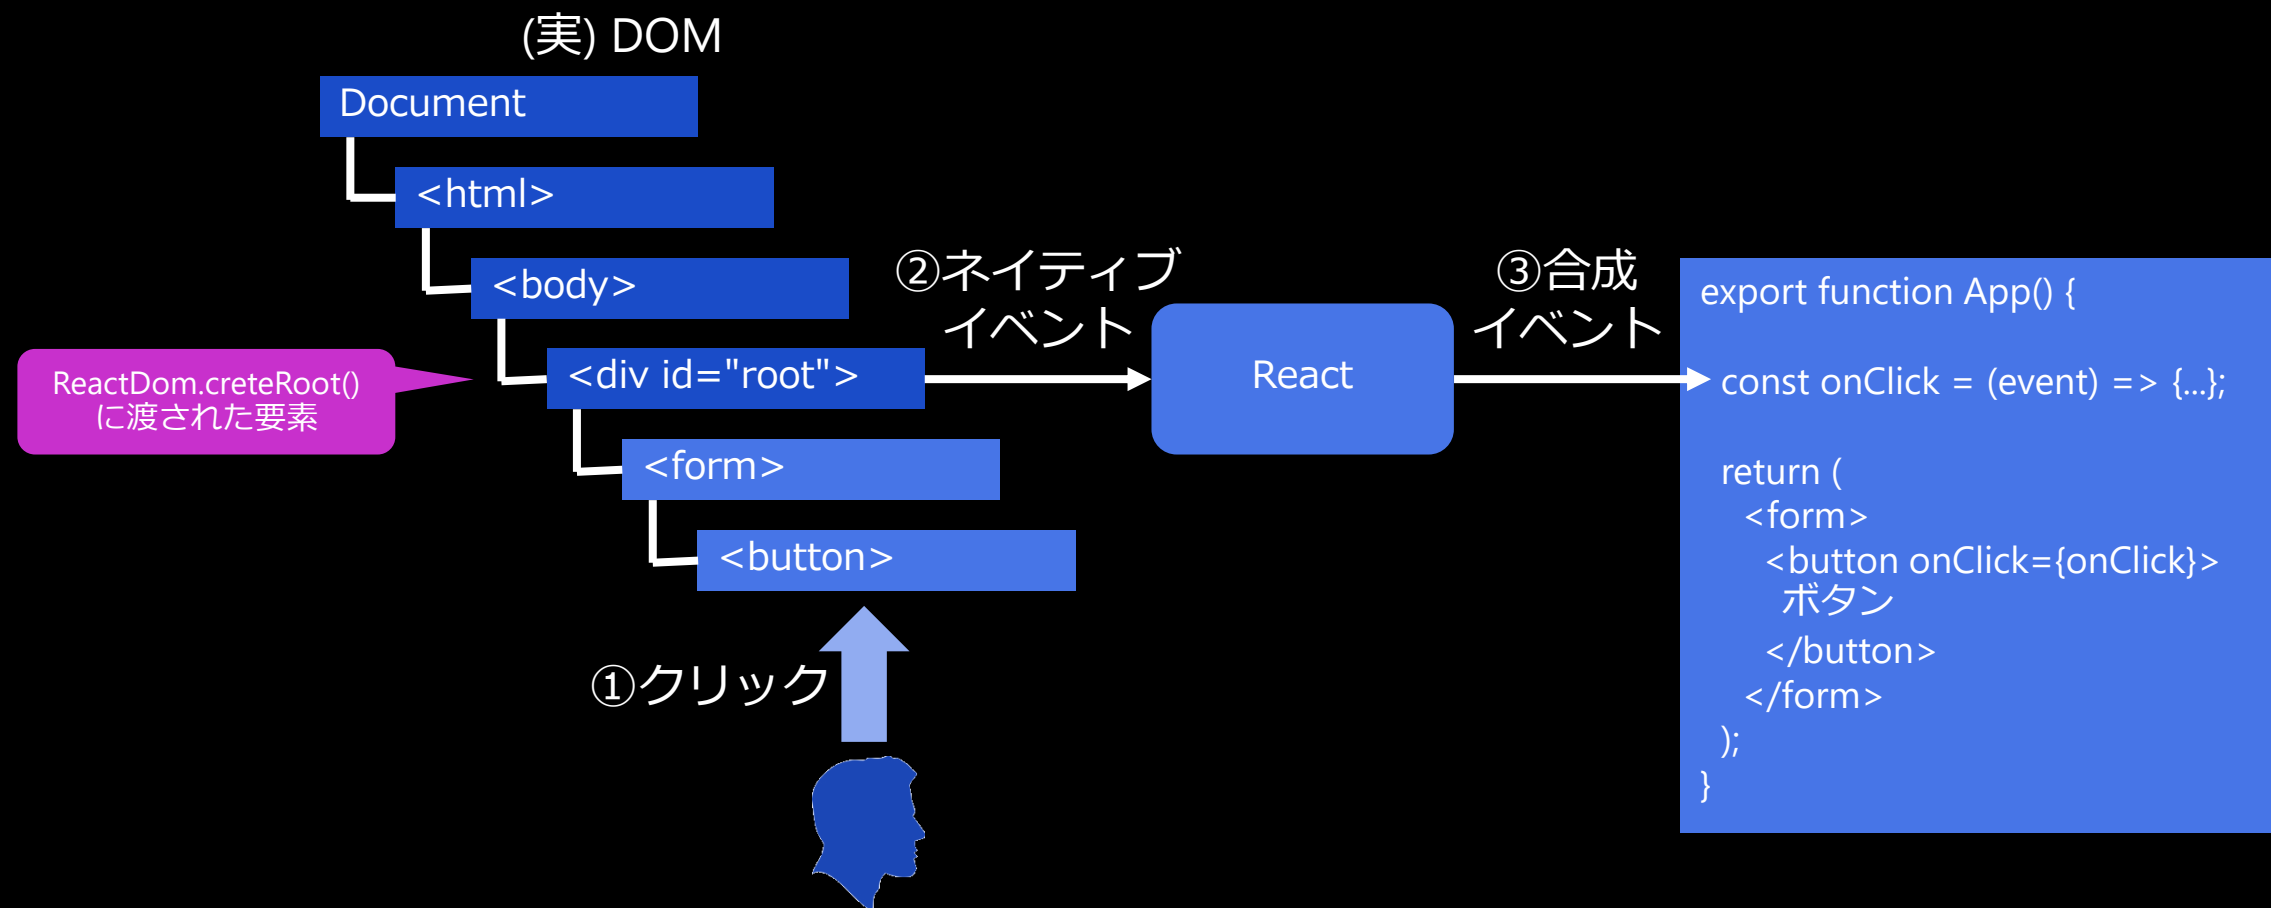 (実) DOM
Document
<html>
<body>
<div id="root">
<form>
<button>
ReactDom.creteRoot()
に渡された要素
①クリック
②ネイティブ
イベント
React
③合成
イベント
export function App() {
const onClick = (event) => {...};
return (
<form>
<button onClick={onClick}>
ボタン
</button>
</form>
);
}